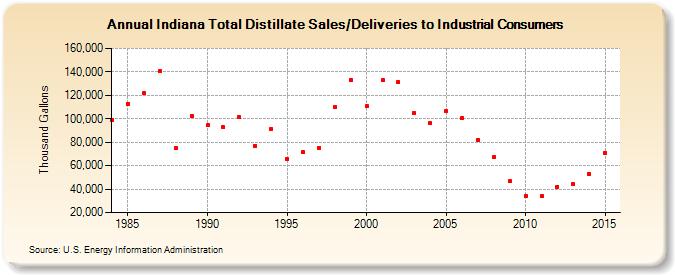 Annual Indiana Total Distillate Sales/Deliveries to Industrial Consumers
Thousand Gallons
160,000
140,000
120,000
100,000
80,000
60,000
40,000
20,000
1985 1990 1995 2000 2005 2010 2015
Source: U.S. Energy Information Administration